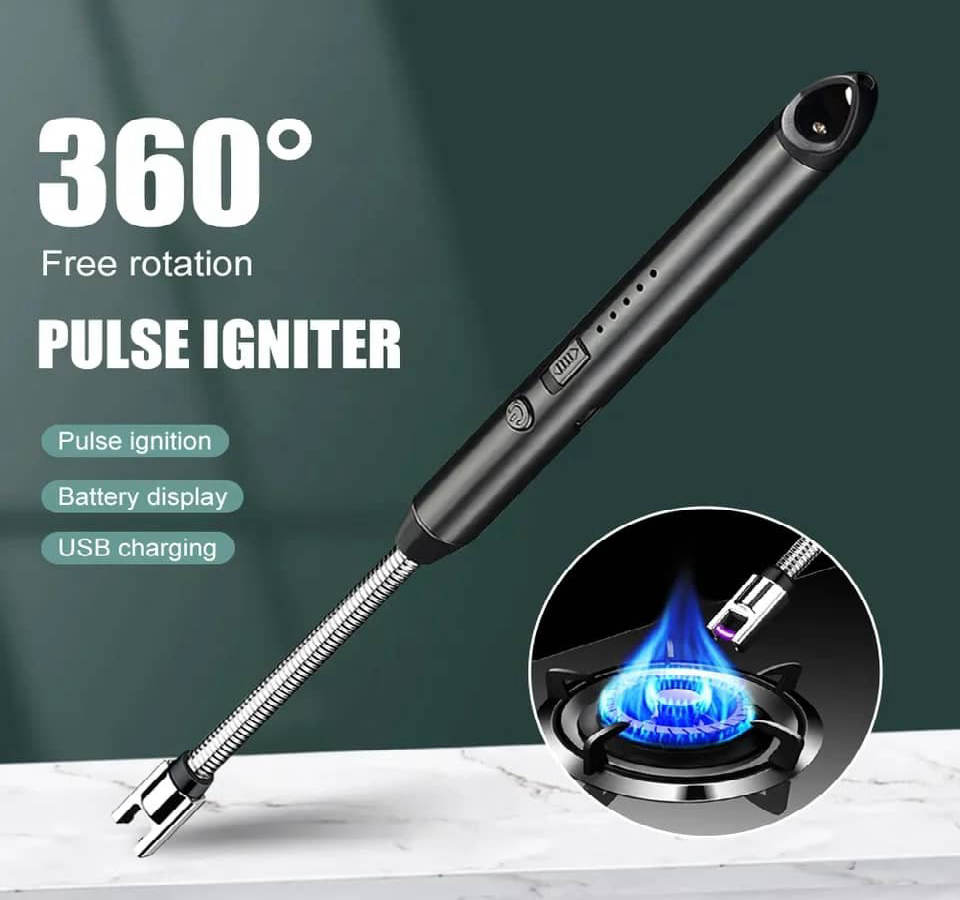 360°
Free rotation
PULSE IGNITER
Pulse ignition
Battery display
USB charging